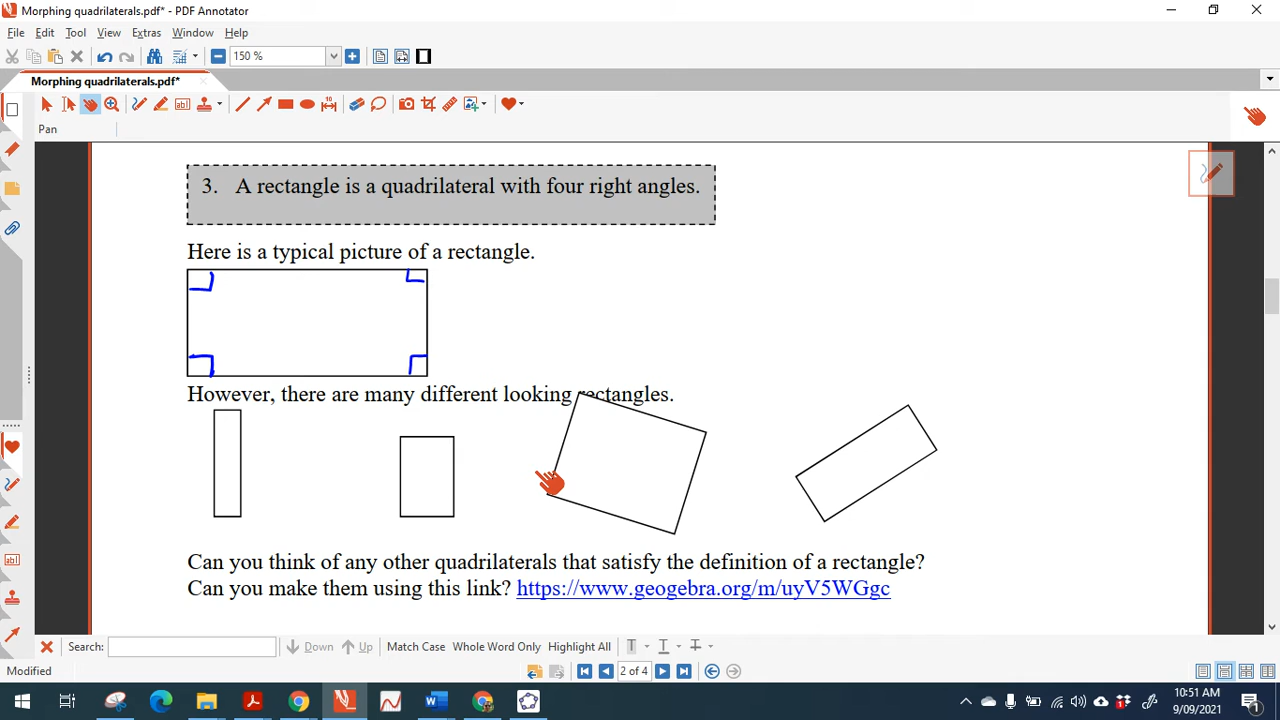 Morphing quadrilaterals.pdf* - PDF Annotator
File Edit Tool View Extras Window Help
150 %
Morphing quadrilaterals.pdf*
Pan
3. A rectangle is a quadrilateral with four right angles.
Here is a typical picture of a rectangle.
However, there are many different looking rectangles.
Can you think of any other quadrilaterals that satisfy the definition of a rectangle?
Can you make them using this link? https://www.geogebra.org/m/uyV5WGgc
Search: Down Up Match Case Whole Word Only Highlight All T T T
Modified 2 of 4
10:51 AM
9/09/2021